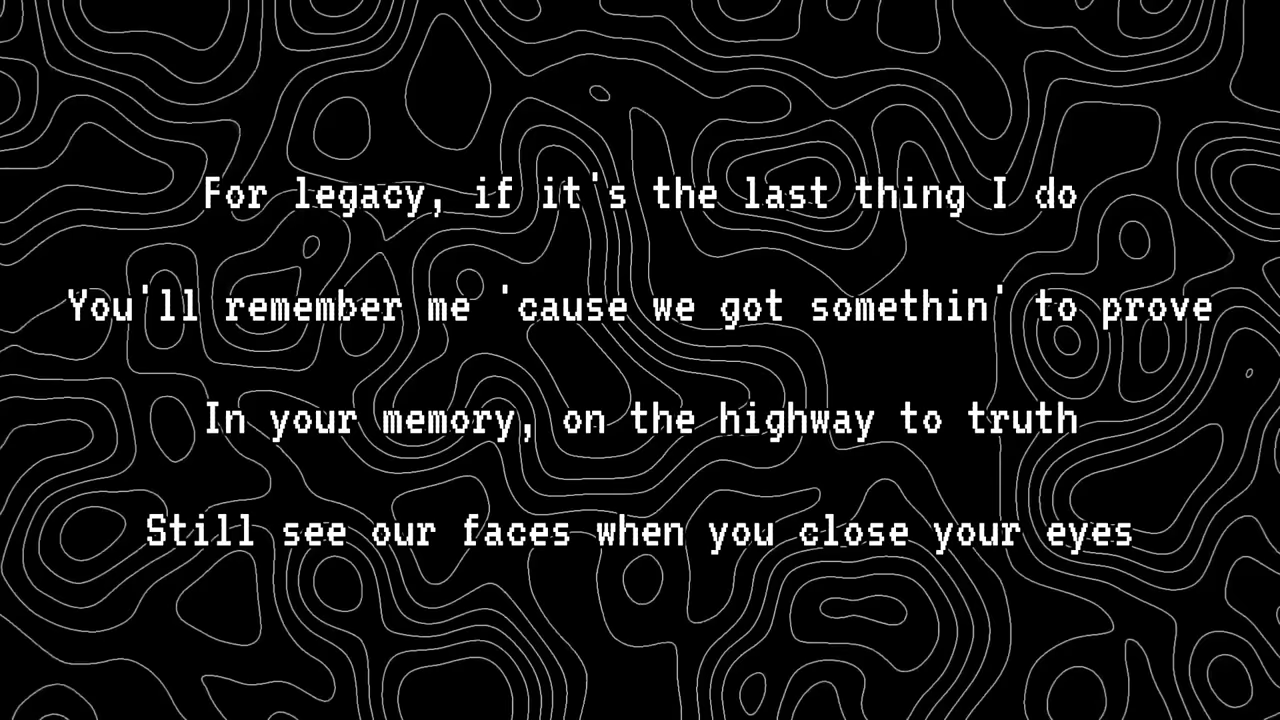 For legacy, if it's the last thing I do
You'll remember me 'cause we got somethin' to prove
In your memory, on the highway to truth
Still see our faces when you close your eyes